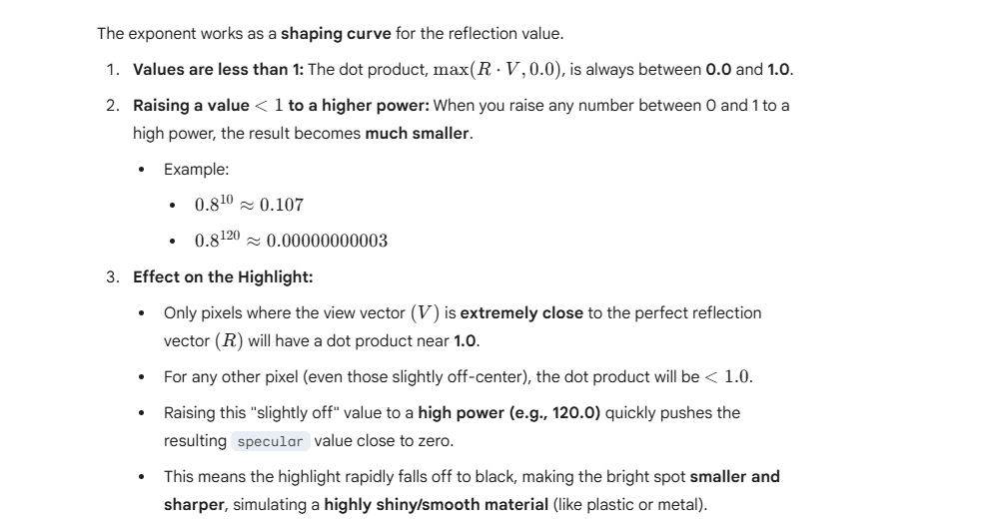 The exponent works as a shaping curve for the reflection value.
1. Values are less than 1: The dot product, max(R · V, 0.0), is always between 0.0 and 1.0.
2. Raising a value < 1 to a higher power: When you raise any number between 0 and 1 to a
high power, the result becomes much smaller.
• Example:
• 0.8^10 ≈ 0.107
• 0.8^120 ≈ 0.00000000003
3. Effect on the Highlight:
• Only pixels where the view vector (V) is extremely close to the perfect reflection
vector (R) will have a dot product near 1.0.
• For any other pixel (even those slightly off-center), the dot product will be < 1.0.
• Raising this "slightly off" value to a high power (e.g., 120.0) quickly pushes the
resulting specular value close to zero.
• This means the highlight rapidly falls off to black, making the bright spot smaller and
sharper, simulating a highly shiny/smooth material (like plastic or metal).